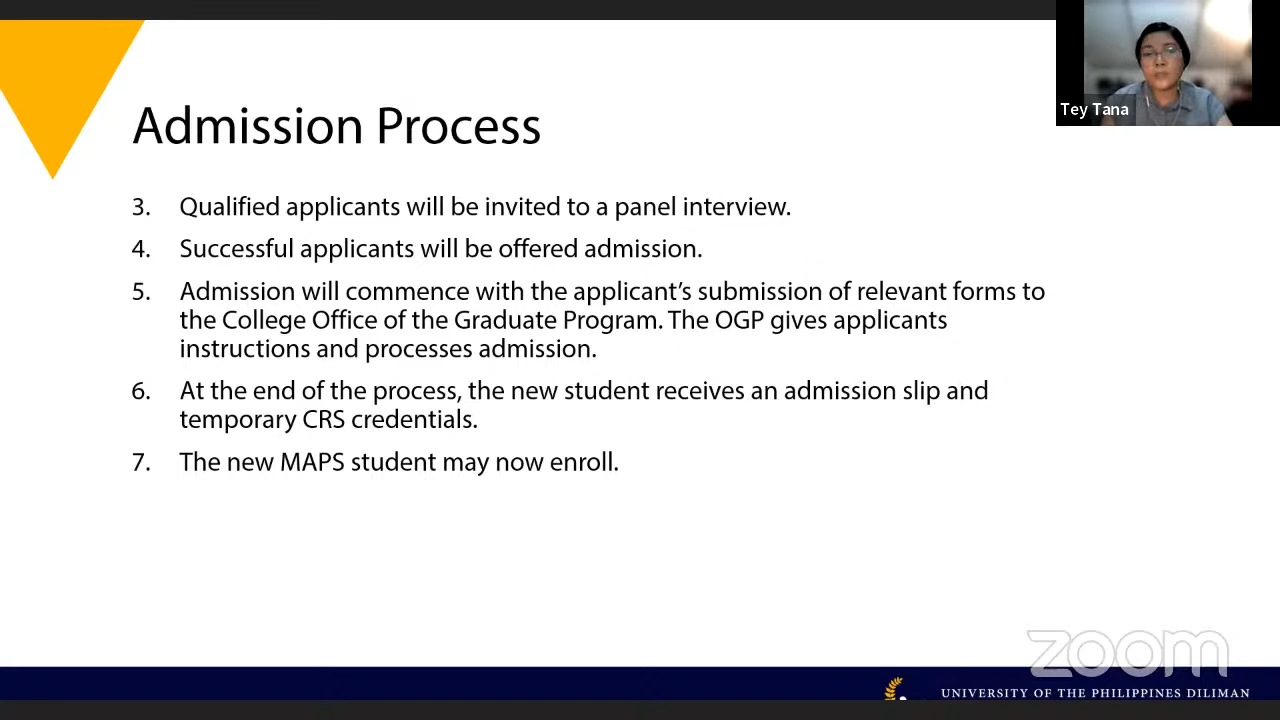 Tey Tana
Admission Process
3. Qualified applicants will be invited to a panel interview.
4. Successful applicants will be offered admission.
5. Admission will commence with the applicant's submission of relevant forms to
the College Office of the Graduate Program. The OGP gives applicants
instructions and processes admission.
6. At the end of the process, the new student receives an admission slip and
temporary CRS credentials.
7. The new MAPS student may now enroll.
zoom
UNIVERSITY OF THE PHILIPPINES DILIMAN